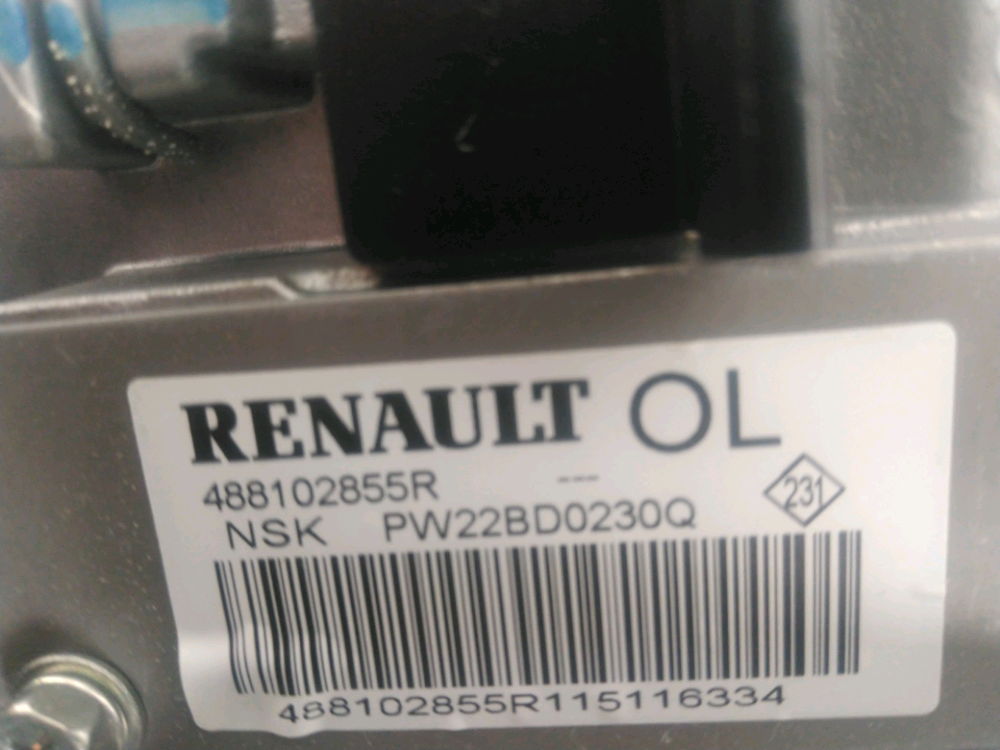 RENAULT OL
488102855R ---
231
NSK PW22BD0230Q
488102855R115116334